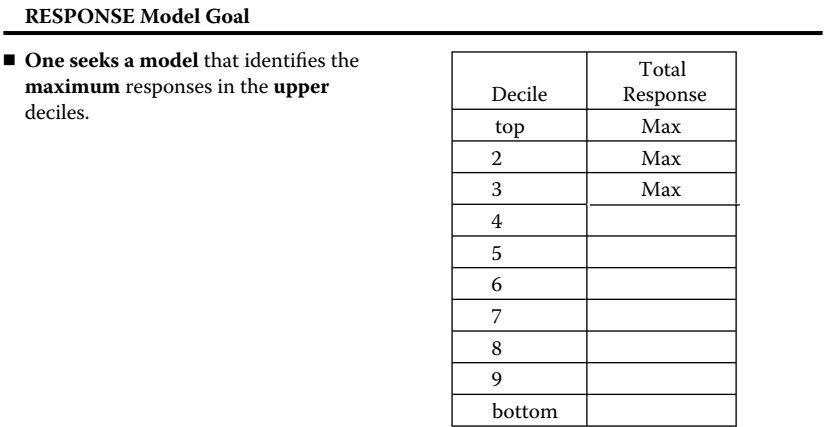 RESPONSE Model Goal
■ One seeks a model that identifies the
maximum responses in the upper
deciles.
Decile Total Response
top Max
2 Max
3 Max
4
5
6
7
8
9
bottom